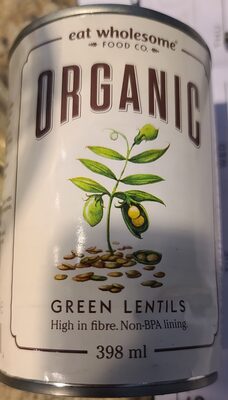 eat wholesome®
FOOD CO.
ORGANIC
GREEN LENTILS
High in fibre. Non-BPA lining.
398 ml